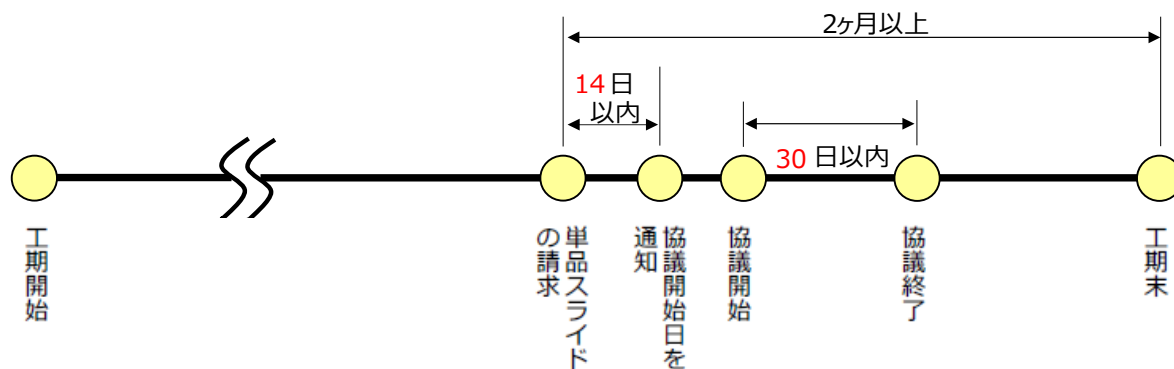 2ヶ月以上
14日
以内
30日以内
工期開始
単品スライド
の請求
協議開始日を
通知
協議開始
協議終了
工期末